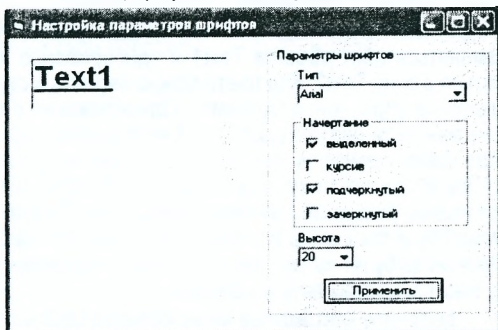 Настройка параметров шрифтов
Text1
Параметры шрифтов
Тип
Arial
Начертание
выделенный
курсив
подчеркнутый
зачеркнутый
Высота
20
Применить